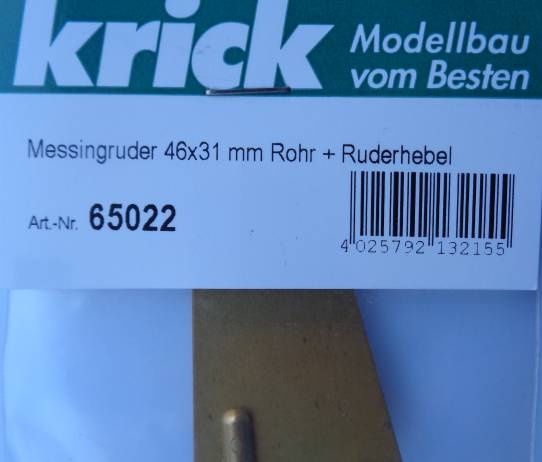 krick
Modellbau
vom Besten
Messingruder 46x31 mm Rohr + Ruderhebel
Art.-Nr. 65022
4 025792 132155